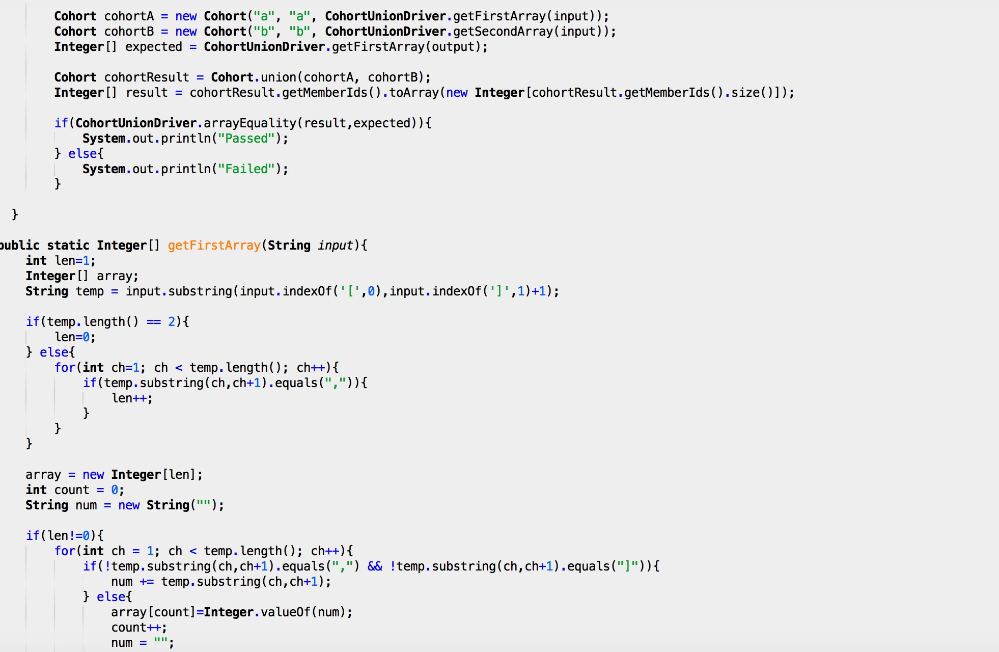 Cohort cohortA = new Cohort("a", "a", CohortUnionDriver.getFirstArray(input));
Cohort cohortB = new Cohort("b", "b", CohortUnionDriver.getSecondArray(input));
Integer[] expected = CohortUnionDriver.getFirstArray(output);
Cohort cohortResult = Cohort.union(cohortA, cohortB);
Integer[] result = cohortResult.getMemberIds().toArray(new Integer[cohortResult.getMemberIds().size()]);
if(CohortUnionDriver.arrayEquality(result,expected)){
System.out.println("Passed");
} else{
System.out.println("Failed");
}
}
public static Integer[] getFirstArray(String input){
int len=1;
Integer[] array;
String temp = input.substring(input.indexOf('[',0),input.indexOf(']',1)+1);
if(temp.length() == 2){
len=0;
} else{
for(int ch=1; ch < temp.length(); ch++){
if(temp.substring(ch,ch+1).equals(",")){
len++;
}
}
}
array = new Integer[len];
int count = 0;
String num = new String("");
if(len!=0){
for(int ch = 1; ch < temp.length(); ch++){
if(!temp.substring(ch,ch+1).equals(",") && !temp.substring(ch,ch+1).equals("]")){
num += temp.substring(ch,ch+1);
} else{
array[count]=Integer.valueOf(num);
count++;
num = "";